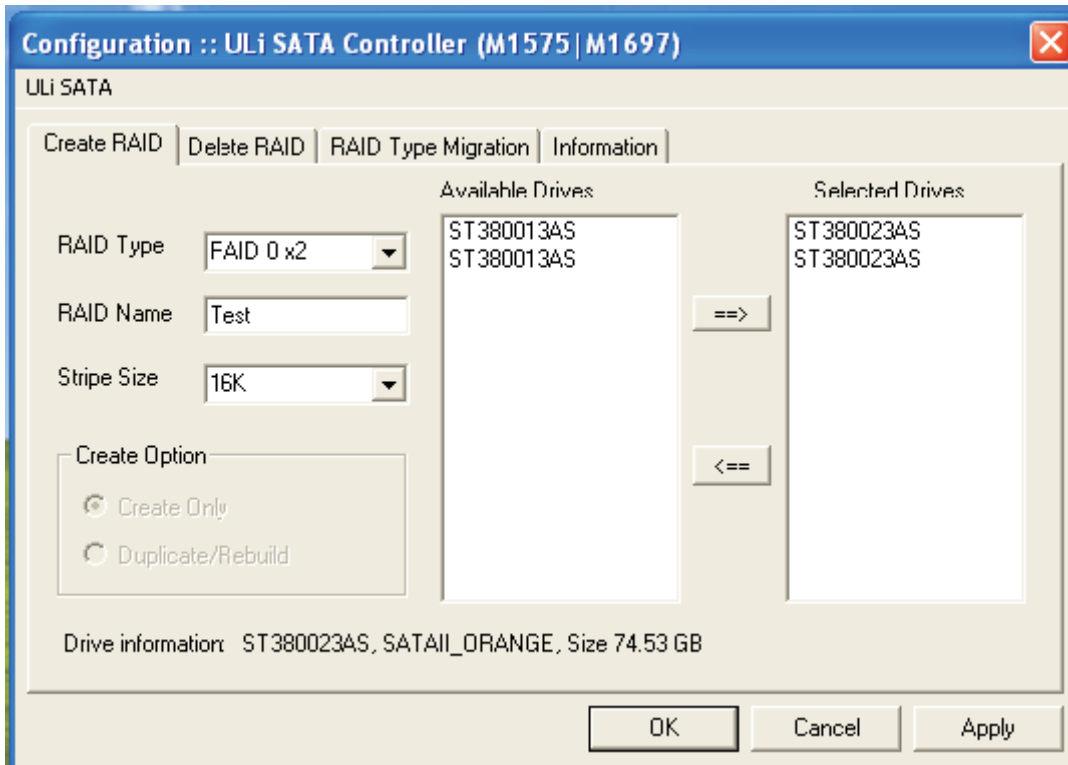 Configuration :: ULi SATA Controller (M1575|M1697)
ULi SATA
Create RAID
Delete RAID
RAID Type Migration
Information
Available Drives
Selected Drives
RAID Type
FAID 0 x2
ST380013AS
ST380013AS
ST380023AS
ST380023AS
RAID Name
Test
==>
Stripe Size
16K
Create Option
<==
Create Only
Duplicate/Rebuild
Drive information: ST380023AS, SATAII_ORANGE, Size 74.53 GB
OK
Cancel
Apply